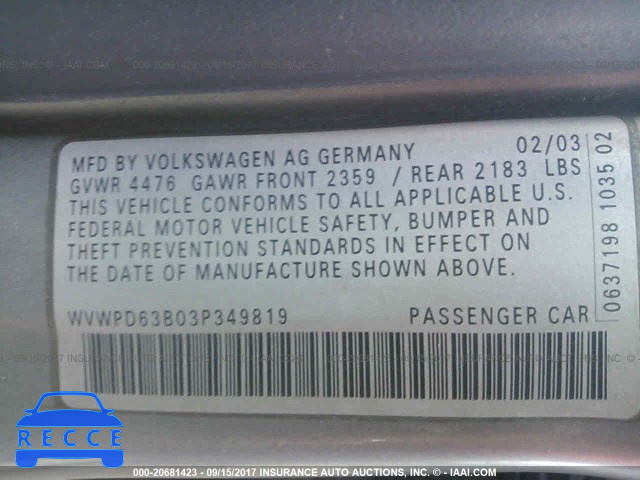 MFD BY VOLKSWAGEN AG GERMANY 02/03
GVWR 4476 GAWR FRONT 2359 / REAR 2183 LBS
THIS VEHICLE CONFORMS TO ALL APPLICABLE U.S.
FEDERAL MOTOR VEHICLE SAFETY, BUMPER AND
THEFT PREVENTION STANDARDS IN EFFECT ON
THE DATE OF MANUFACTURE SHOWN ABOVE.
WVWPD63B03P349819 PASSENGER CAR
0637198 1035 02
RECCE
000-20681423 - 09/15/2017 INSURANCE AUTO AUCTIONS, INC. - © IAAI.COM